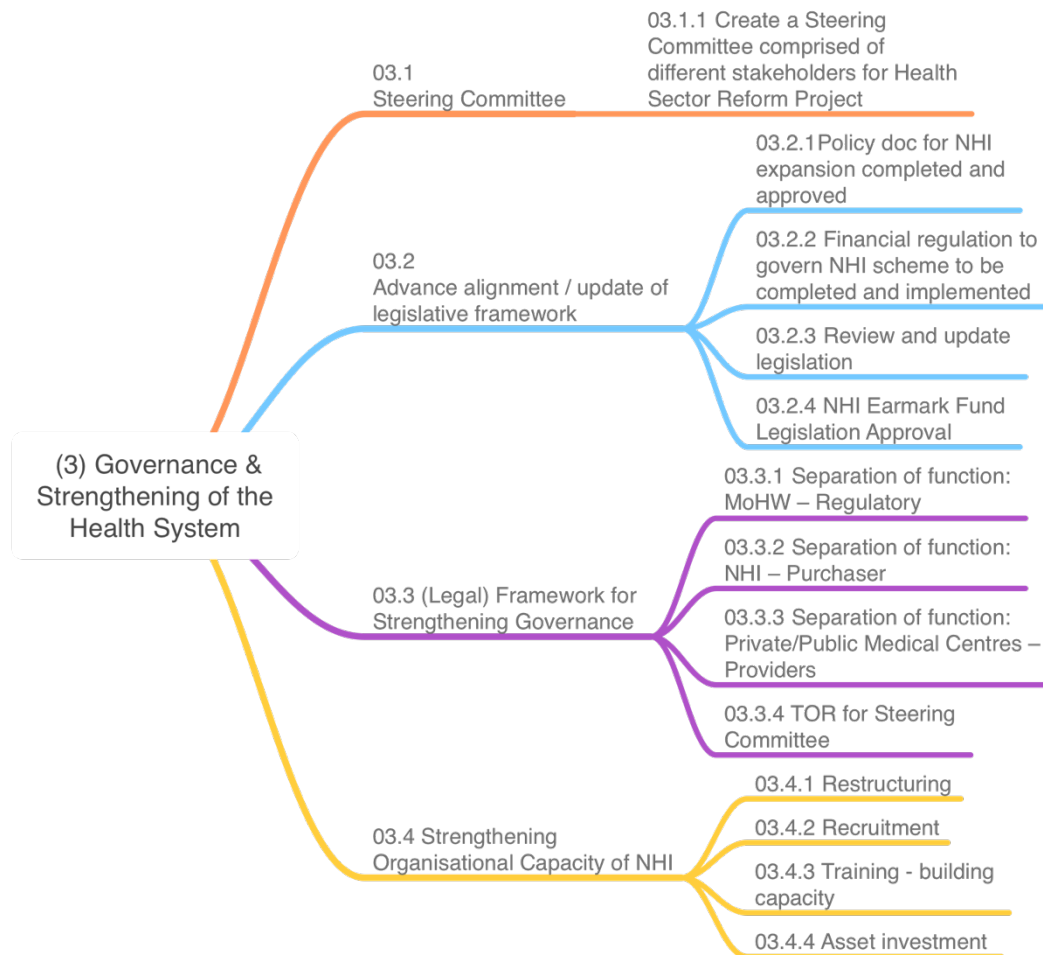 (3) Governance &
Strengthening of the
Health System
03.1
Steering Committee
03.1.1 Create a Steering
Committee comprised of
different stakeholders for Health
Sector Reform Project
03.2
Advance alignment / update of
legislative framework
03.2.1Policy doc for NHI
expansion completed and
approved
03.2.2 Financial regulation to
govern NHI scheme to be
completed and implemented
03.2.3 Review and update
legislation
03.2.4 NHI Earmark Fund
Legislation Approval
03.3 (Legal) Framework for
Strengthening Governance
03.3.1 Separation of function:
MoHW – Regulatory
03.3.2 Separation of function:
NHI – Purchaser
03.3.3 Separation of function:
Private/Public Medical Centres –
Providers
03.3.4 TOR for Steering
Committee
03.4 Strengthening
Organisational Capacity of NHI
03.4.1 Restructuring
03.4.2 Recruitment
03.4.3 Training - building
capacity
03.4.4 Asset investment